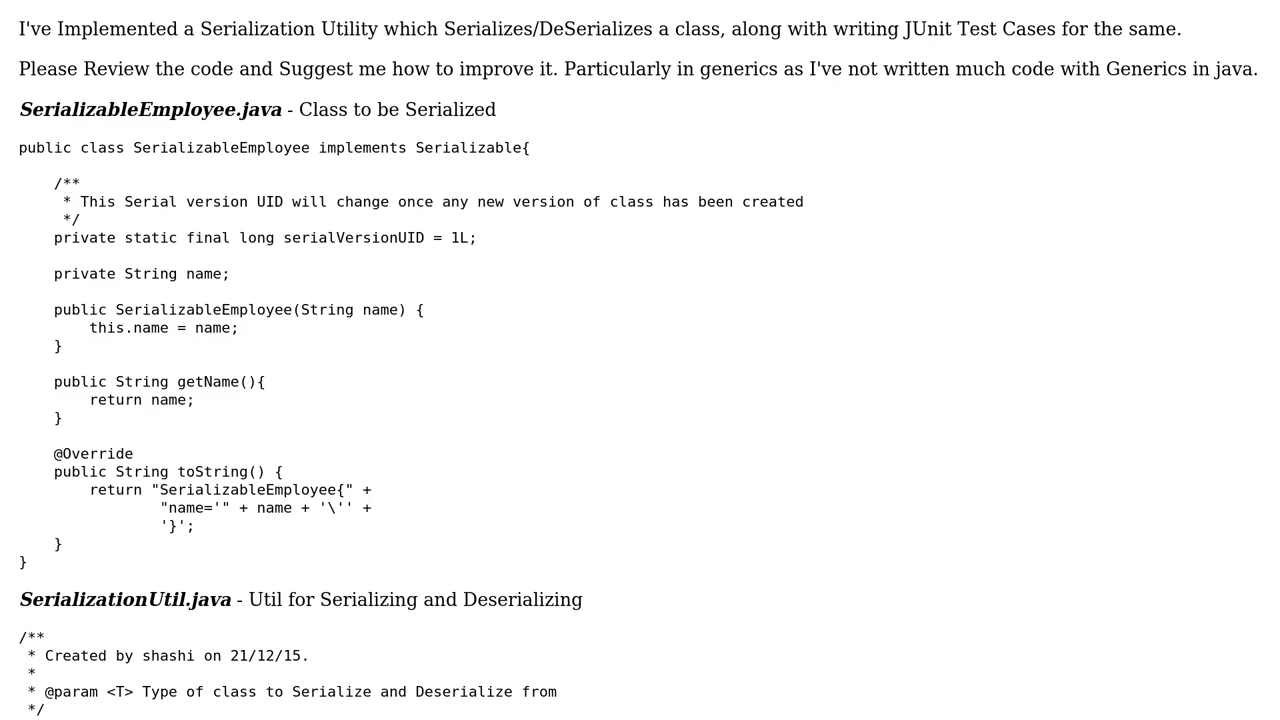 I've Implemented a Serialization Utility which Serializes/DeSerializes a class, along with writing JUnit Test Cases for the same.
Please Review the code and Suggest me how to improve it. Particularly in generics as I've not written much code with Generics in java.
SerializableEmployee.java - Class to be Serialized
public class SerializableEmployee implements Serializable{
    /**
     * This Serial version UID will change once any new version of class has been created
     */
    private static final long serialVersionUID = 1L;
    private String name;
    public SerializableEmployee(String name) {
        this.name = name;
    }
    public String getName(){
        return name;
    }
    @Override
    public String toString() {
        return "SerializableEmployee{" +
                "name='" + name + '\'' +
                '}';
    }
}
SerializationUtil.java - Util for Serializing and Deserializing
/**
 * Created by shashi on 21/12/15.
 *
 * @param <T> Type of class to Serialize and Deserialize from
 */